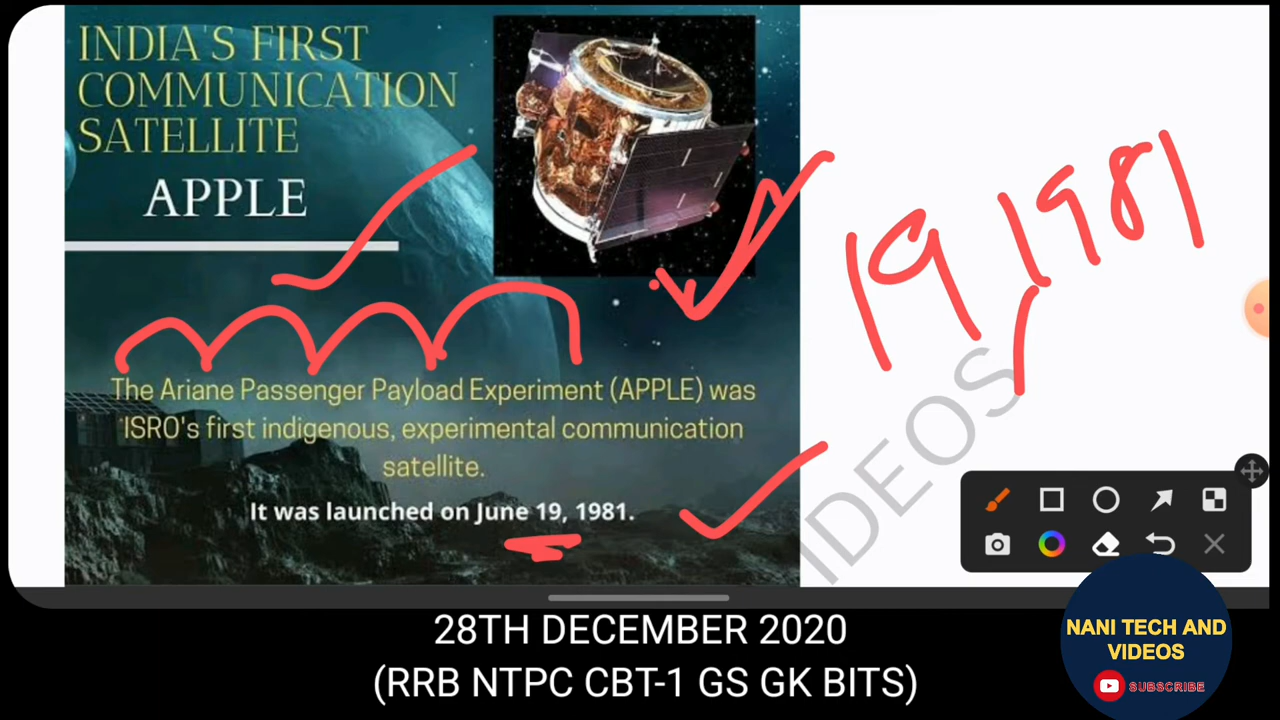 INDIA'S FIRST
COMMUNICATION
SATELLITE
APPLE
The Ariane Passenger Payload Experiment (APPLE) was
ISRO's first indigenous, experimental communication
satellite.
It was launched on June 19, 1981.
19 1981
IDEOS
28TH DECEMBER 2020
(RRB NTPC CBT-1 GS GK BITS)
NANI TECH AND
VIDEOS
SUBSCRIBE